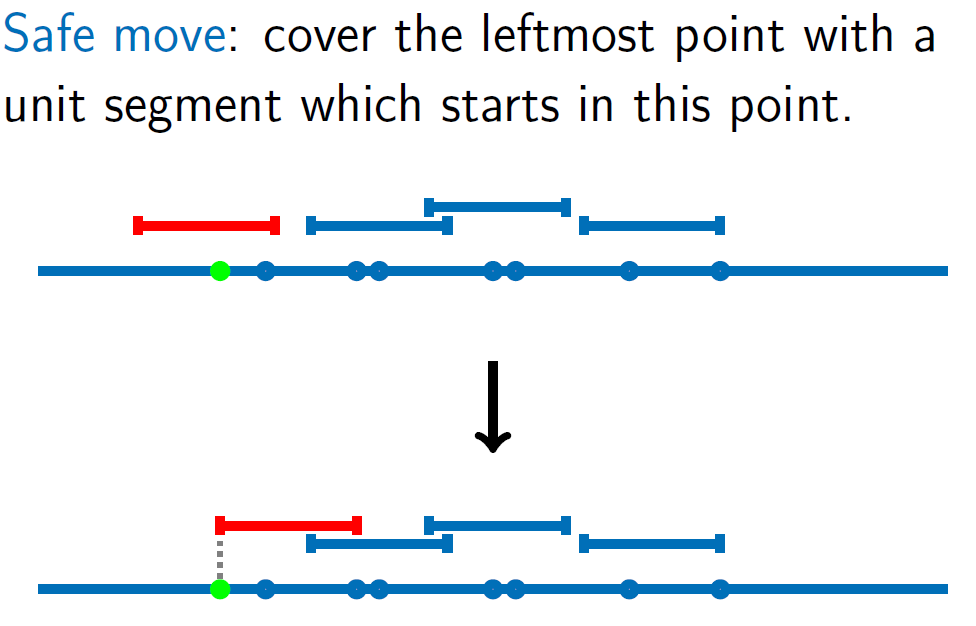 Safe move: cover the leftmost point with a
unit segment which starts in this point.